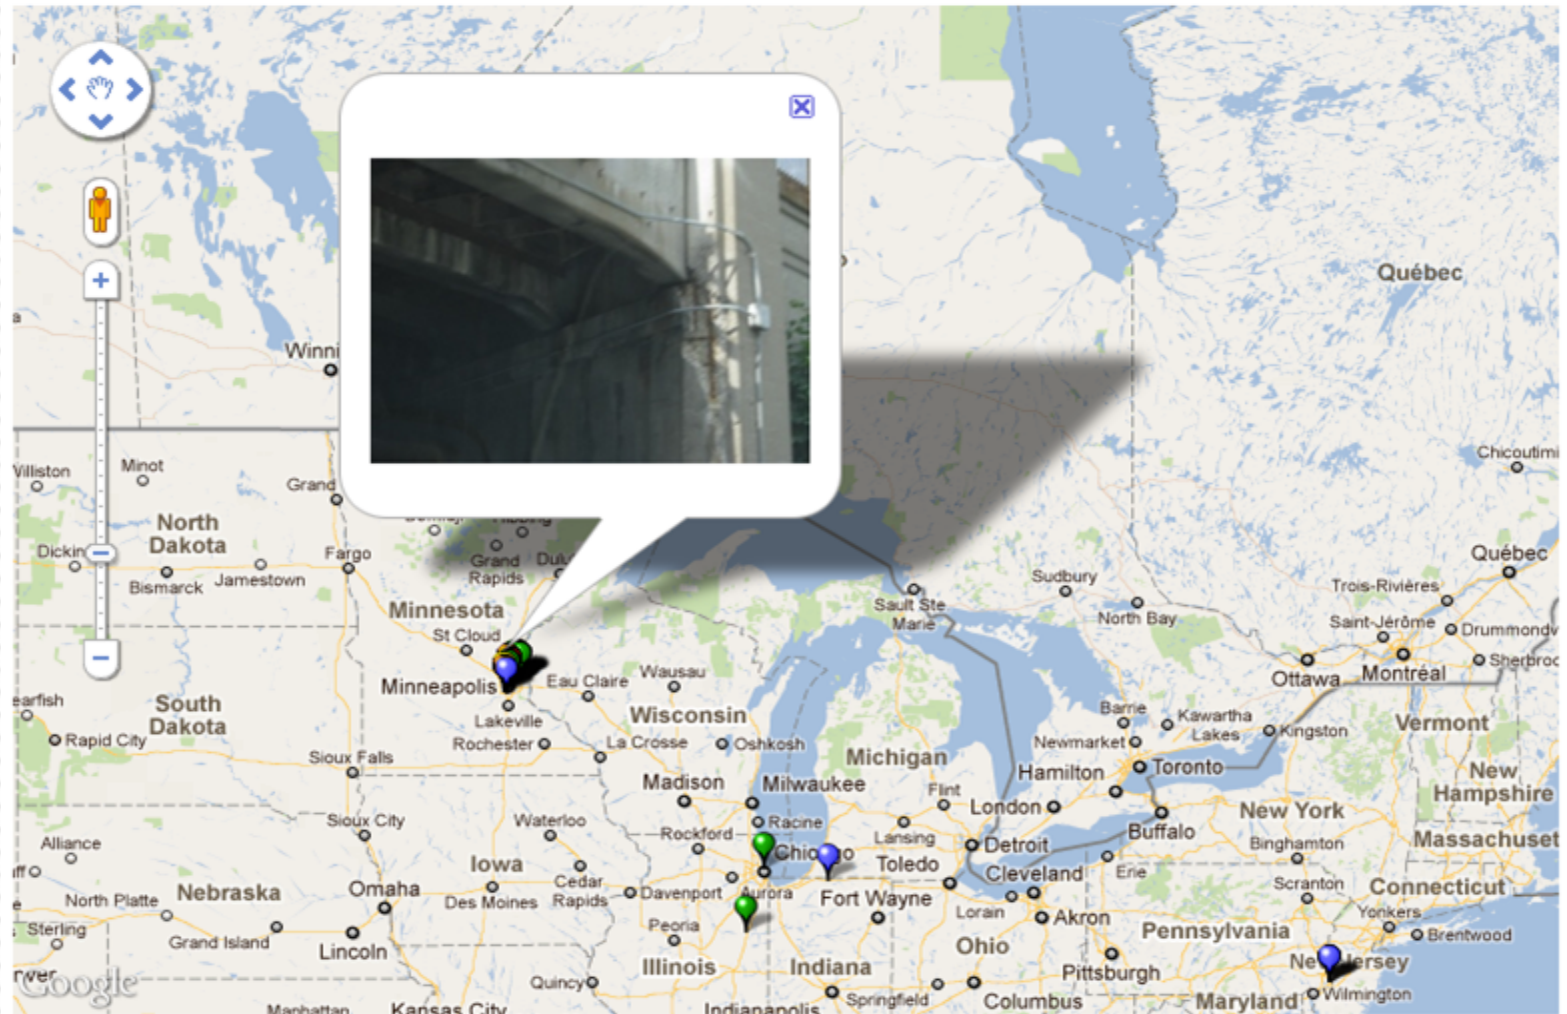 Québec
Winni
Chicoutimi
Williston
Minot
Grand
North
Dakota
Grand
Rapids
Dickin
Bismarck
Jamestown
Fargo
Québec
Sudbury
Trois-Rivières
Sault Ste
Marie
North Bay
Minnesota
St Cloud
Saint-Jérôme
Drummondv
Ottawa
Montréal
Sherbrooc
Minneapolis
Eau Claire
Wausau
earfish
South
Dakota
Lakeville
Wisconsin
Barrie
Kawartha
Lakes
Vermont
Rapid City
Rochester
La Crosse
Oshkosh
Newmarket
Kingston
Sioux Falls
Michigan
Hamilton
Toronto
New
Hampshire
Madison
Milwaukee
Flint
London
New York
Sioux City
Waterloo
Racine
Rockford
Lansing
Buffalo
Massachuset
Alliance
Chicago
Detroit
Binghamton
Iowa
Toledo
Erie
Nebraska
Omaha
Cedar
Rapids
Davenport
Aurora
Cleveland
Scranton
Connecticut
North Platte
Des Moines
Fort Wayne
Lorain
Akron
Yonkers
Sterling
Grand Island
Peoria
Ohio
Pennsylvania
Brentwood
Lincoln
Illinois
Indiana
Pittsburgh
New Jersey
Google
Quincy
Springfield
Columbus
Maryland
Wilmington
Manhattan
Kansas City
Indianapolis